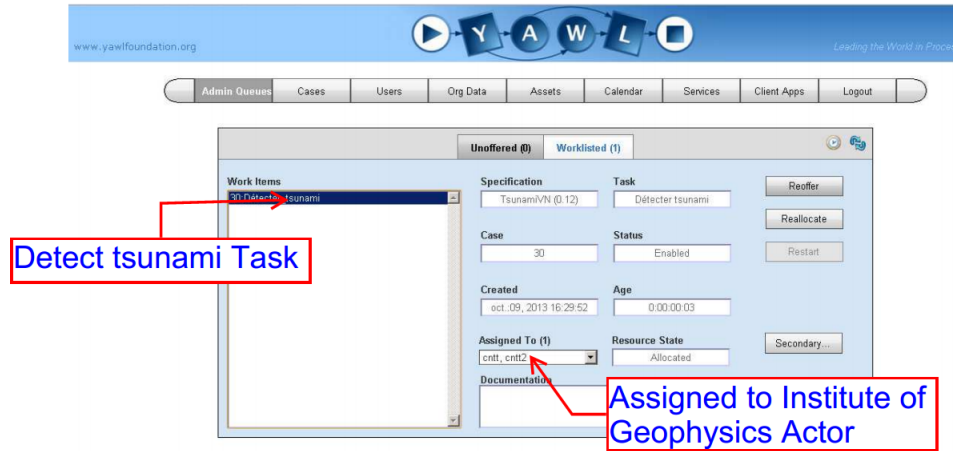 www.yawlfoundation.org
Y A W L
Leading the World in Proce
Admin Queues Cases Users Org Data Assets Calendar Services Client Apps Logout
Unoffered (0) Worklisted (1)
Work Items
30:Détecter tsunami
Specification
TsunamiVN (0.12)
Task
Détecter tsunami
Reoffer
Reallocate
Restart
Case
30
Status
Enabled
Detect tsunami Task
Created
oct.:09, 2013 16:29:52
Age
0:00:00:03
Assigned To (1)
cntt, cntt2
Resource State
Allocated
Secondary...
Documentation
Assigned to Institute of
Geophysics Actor